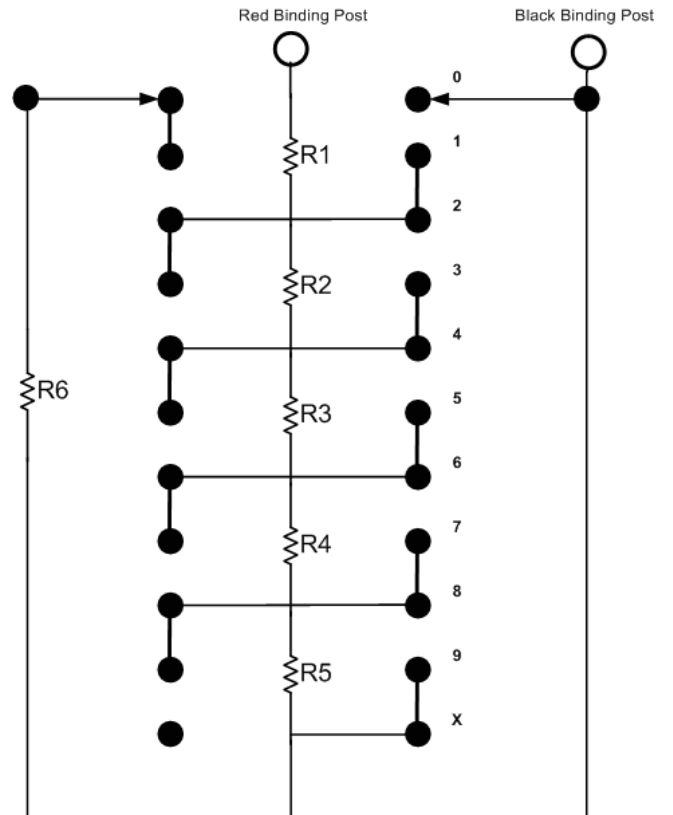 Red Binding Post
Black Binding Post
0
1
R1
2
3
R2
4
R6
5
R3
6
7
R4
8
9
R5
X